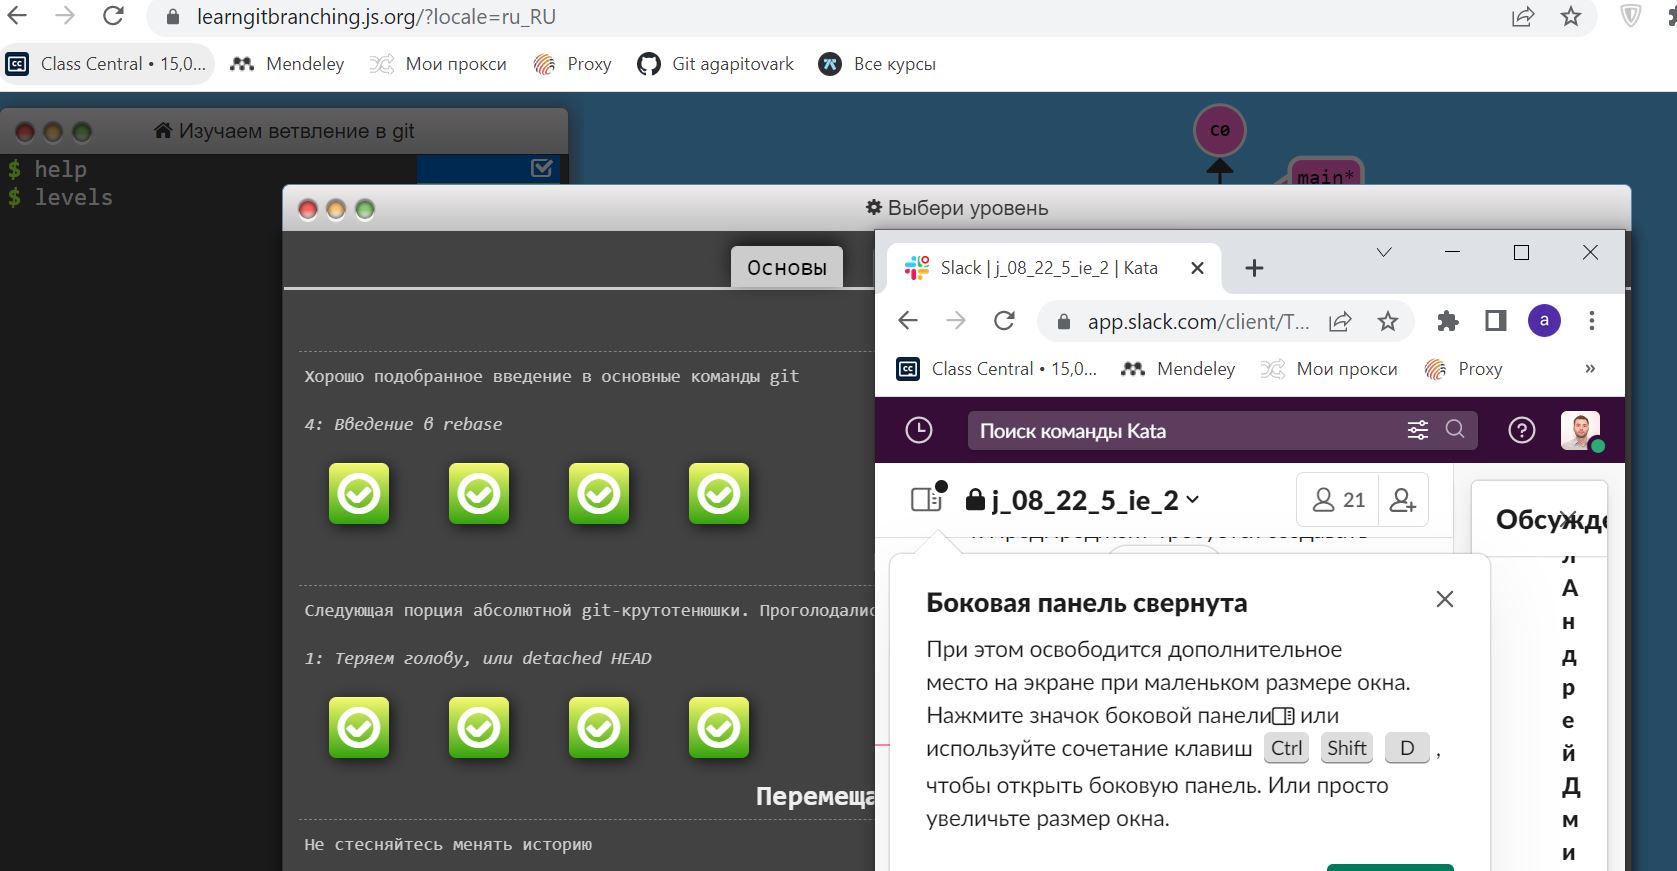 learngitbranching.js.org/?locale=ru_RU
Class Central • 15,0...
Mendeley
Мои прокси
Proxy
Git agapitovark
Все курсы
Изучаем ветвление в git
$ help
$ levels
c0
main*
Выбери уровень
Основы
Хорошо подобранное введение в основные команды git
4: Введение в rebase
Следующая порция абсолютной git-крутотенюшки. Проголодалис
1: Теряем голову, или detached HEAD
Перемеща
Не стесняйтесь менять историю
Slack | j_08_22_5_ie_2 | Kata
app.slack.com/client/T...
a
Class Central • 15,0...
Mendeley
Мои прокси
Proxy
»
Поиск команды Kata
j_08_22_5_ie_2
21
Обсужде
Боковая панель свернута
При этом освободится дополнительное
место на экране при маленьком размере окна.
Нажмите значок боковой панели или
используйте сочетание клавиш Ctrl Shift D ,
чтобы открыть боковую панель. Или просто
увеличьте размер окна.
л
А
н
д
р
е
й
Д
м
и